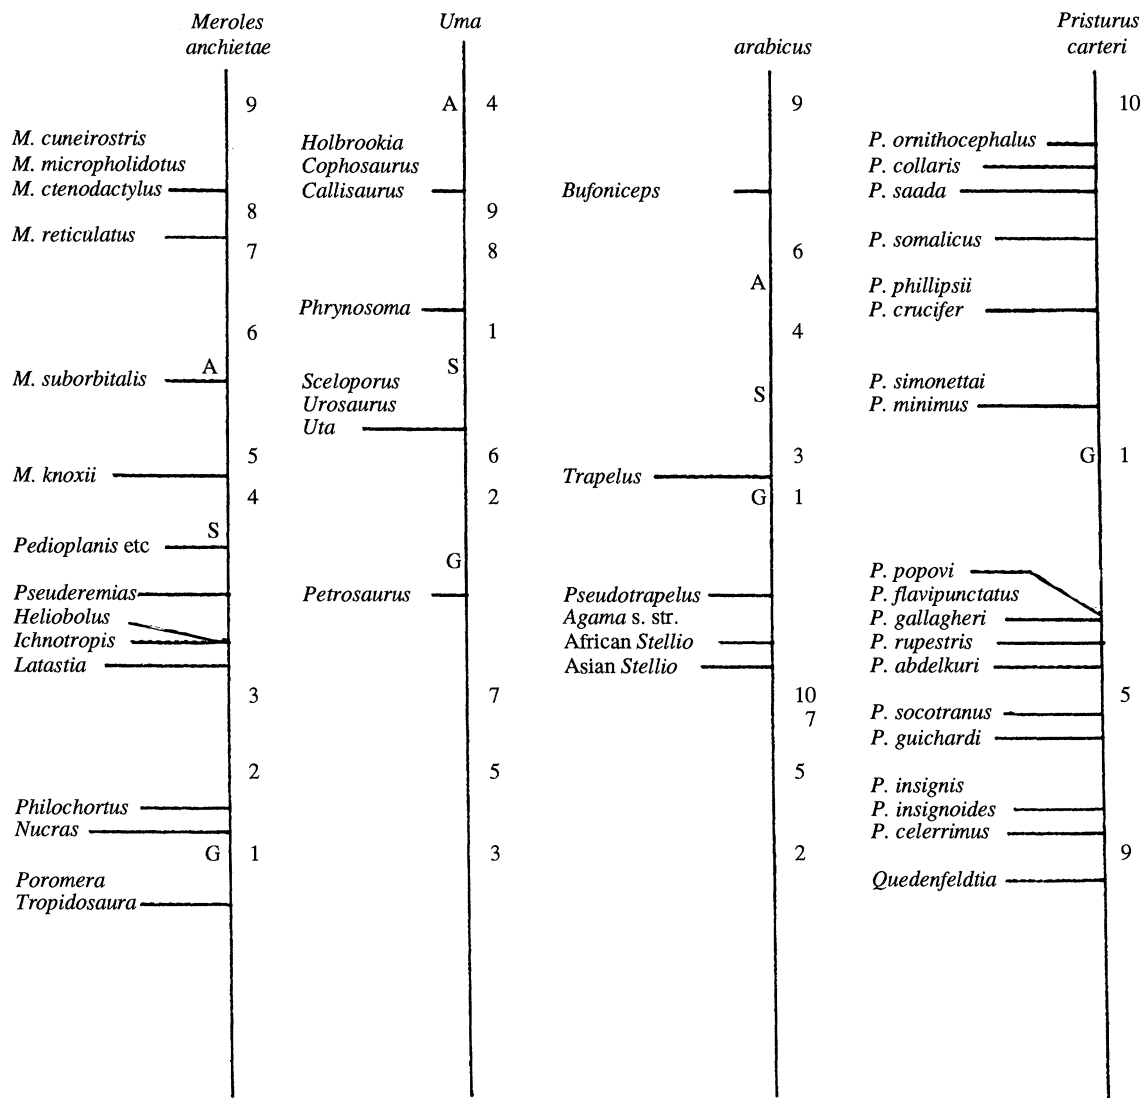 Meroles
anchietae
9
M. cuneirostris
M. micropholidotus
M. ctenodactylus
8
M. reticulatus
7
6
A
M. suborbitalis
5
M. knoxii
4
S
Pedioplanis etc
Pseuderemias
Heliobolus
Ichnotropis
Latastia
3
2
Philochortus
Nucras
G 1
Poromera
Tropidosaura
Uma
A 4
Holbrookia
Cophosaurus
Callisaurus
9
8
Phrynosoma
1
S
Sceloporus
Urosaurus
Uta
6
2
G
Petrosaurus
7
5
3
arabicus
9
Bufoniceps
6
A
4
S
3
Trapelus
G 1
Pseudotrapelus
Agama s. str.
African Stellio
Asian Stellio
10
7
5
2
Pristurus
carteri
10
P. ornithocephalus
P. collaris
P. saada
P. somalicus
P. phillipsii
P. crucifer
P. simonettai
P. minimus
G 1
P. popovi
P. flavipunctatus
P. gallagheri
P. rupestris
P. abdelkuri
5
P. socotranus
P. guichardi
P. insignis
P. insignoides
P. celerrimus
9
Quedenfeldtia